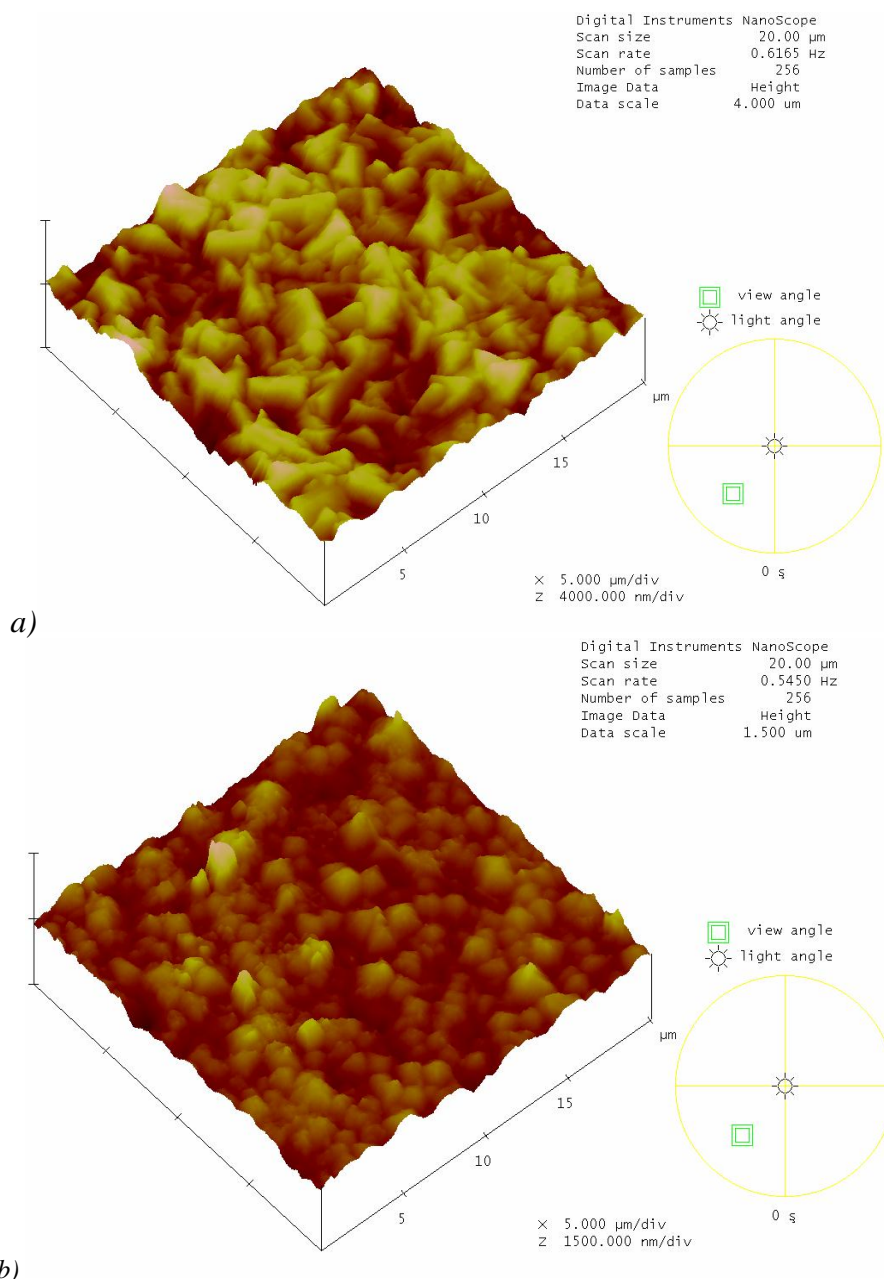 Digital Instruments NanoScope
Scan size 20.00 µm
Scan rate 0.6165 Hz
Number of samples 256
Image Data Height
Data scale 4.000 um
view angle
light angle
µm
15
10
5
X 5.000 µm/div
Z 4000.000 nm/div
0 ş
a)
Digital Instruments NanoScope
Scan size 20.00 µm
Scan rate 0.5450 Hz
Number of samples 256
Image Data Height
Data scale 1.500 um
view angle
light angle
µm
15
10
5
X 5.000 µm/div
Z 1500.000 nm/div
0 ş
b)